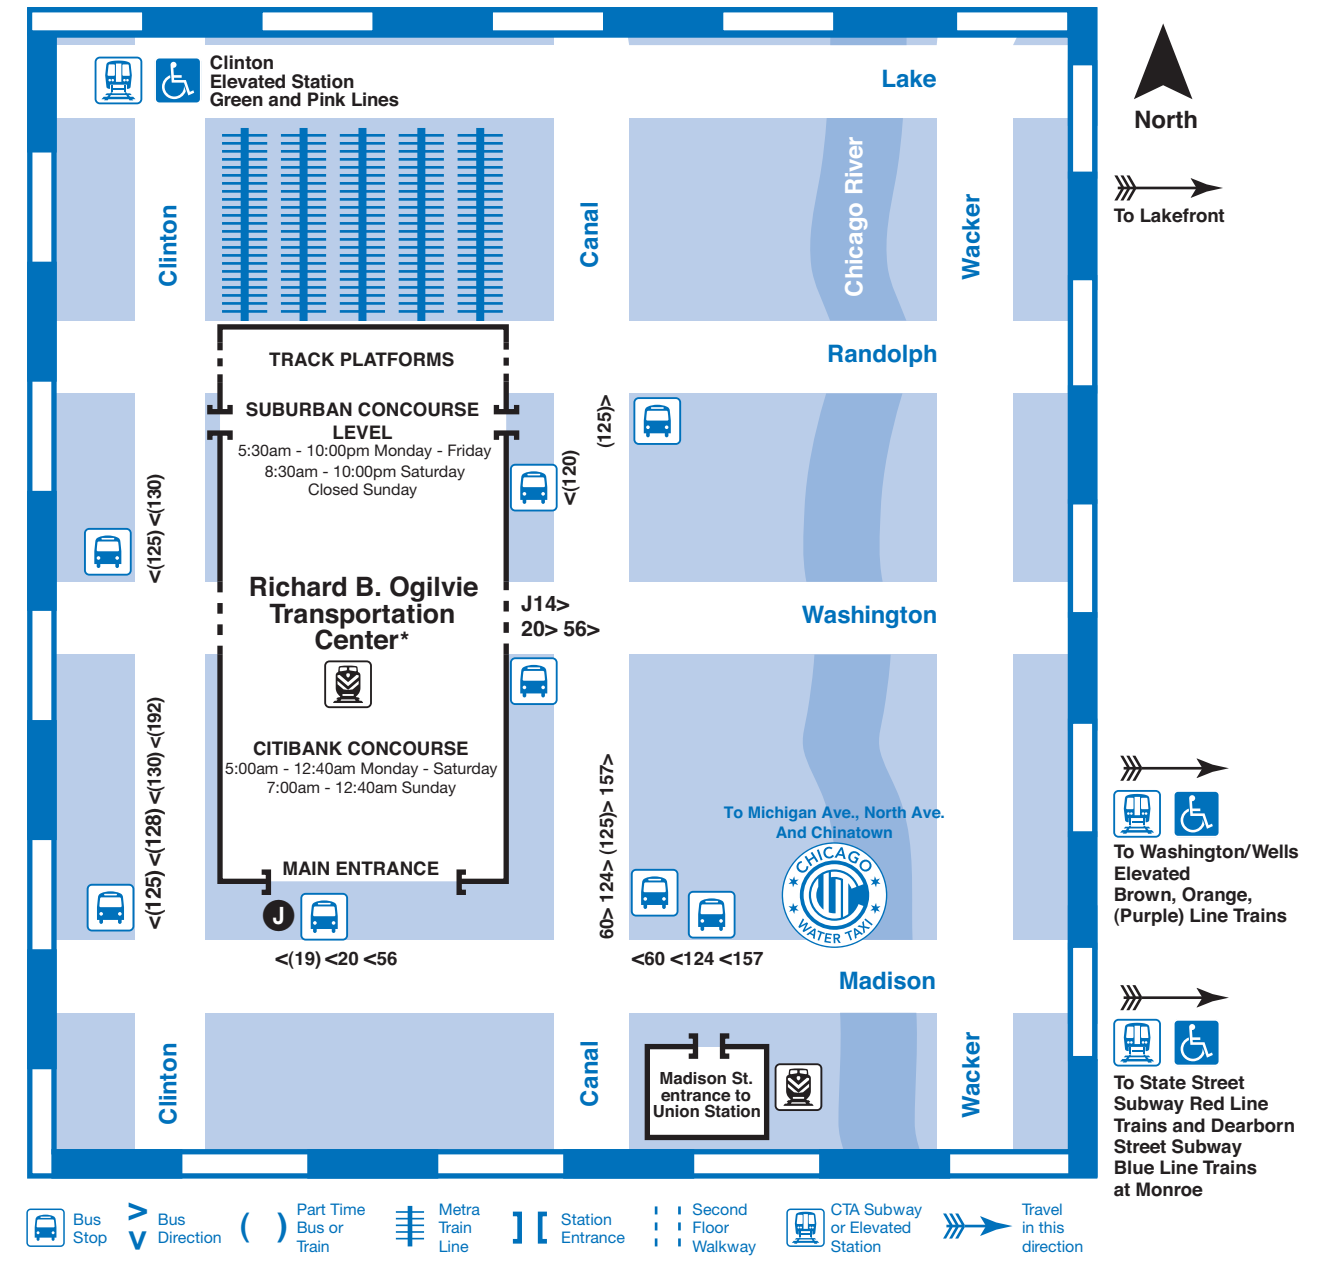 Clinton
Elevated Station
Green and Pink Lines
Lake
North
To Lakefront
Clinton
Canal
Chicago River
Wacker
TRACK PLATFORMS
Randolph
SUBURBAN CONCOURSE
LEVEL
5:30am - 10:00pm Monday - Friday
8:30am - 10:00pm Saturday
Closed Sunday
(125)>
<(120)
<(125) <(130)
Richard B. Ogilvie
Transportation
Center*
J14>
20> 56>
Washington
CITIBANK CONCOURSE
5:00am - 12:40am Monday - Saturday
7:00am - 12:40am Sunday
<(125) <(128) <(130) <(192)
60> 124> (125)> 157>
To Michigan Ave., North Ave.
And Chinatown
CHICAGO
WATER TAXI
MAIN ENTRANCE
J
<(19) <20 <56
<60 <124 <157
Madison
To Washington/Wells
Elevated
Brown, Orange,
(Purple) Line Trains
Clinton
Canal
Wacker
Madison St.
entrance to
Union Station
To State Street
Subway Red Line
Trains and Dearborn
Street Subway
Blue Line Trains
at Monroe
Bus
Stop
> V
Bus
Direction
( )
Part Time
Bus or
Train
Metra
Train
Line
Station
Entrance
Second
Floor
Walkway
CTA Subway
or Elevated
Station
Travel
in this
direction